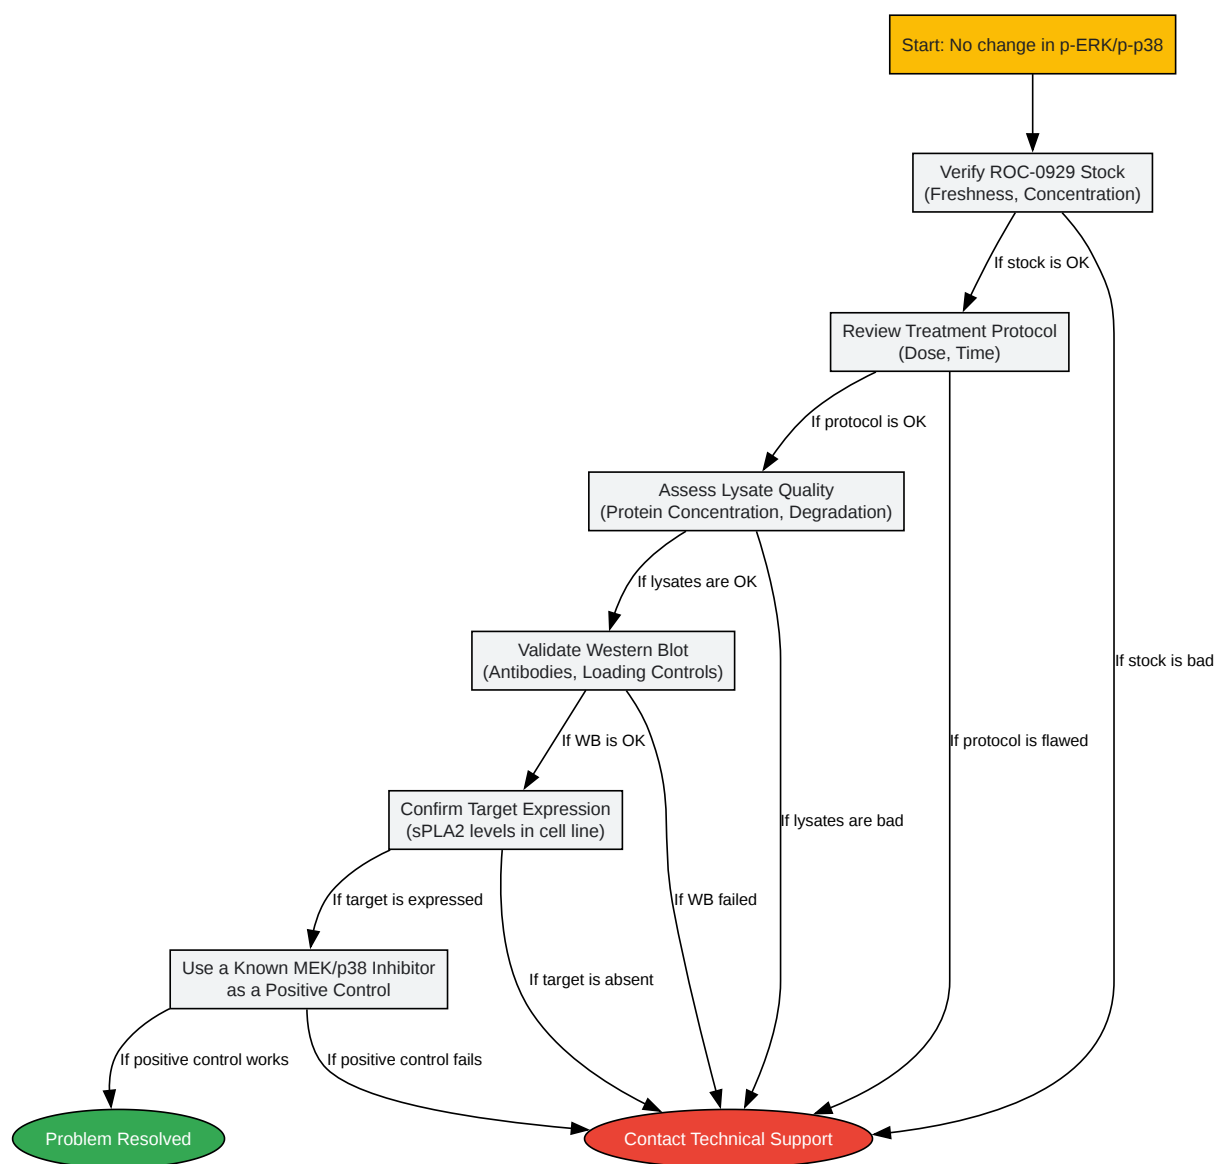 Start: No change in p-ERK/p-p38
Verify ROC-0929 Stock
(Freshness, Concentration)
If stock is OK
Review Treatment Protocol
(Dose, Time)
If protocol is OK
Assess Lysate Quality
(Protein Concentration, Degradation)
If lysates are OK
Validate Western Blot
(Antibodies, Loading Controls)
If stock is bad
If WB is OK
If protocol is flawed
Confirm Target Expression
(sPLA2 levels in cell line)
If lysates are bad
If target is expressed
If WB failed
Use a Known MEK/p38 Inhibitor
as a Positive Control
If target is absent
If positive control works
If positive control fails
Problem Resolved
Contact Technical Support